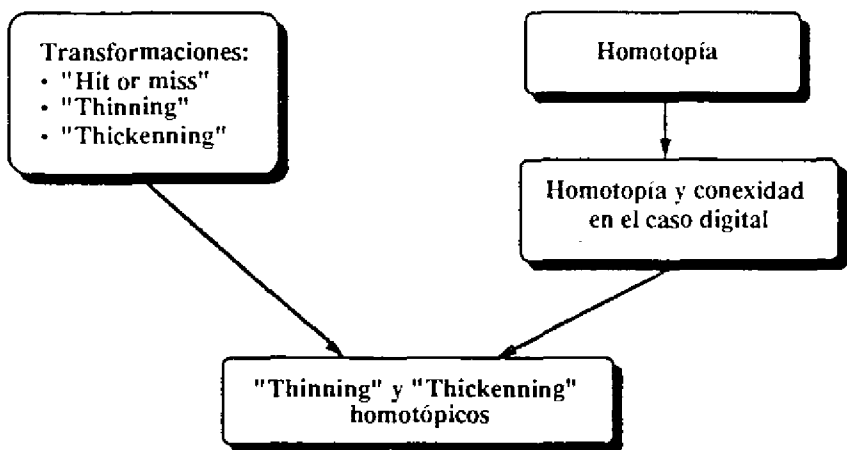 Transformaciones:
• "Hit or miss"
• "Thinning"
• "Thickenning"
Homotopía
Homotopía y conexidad
en el caso digital
"Thinning" y "Thickenning"
homotópicos